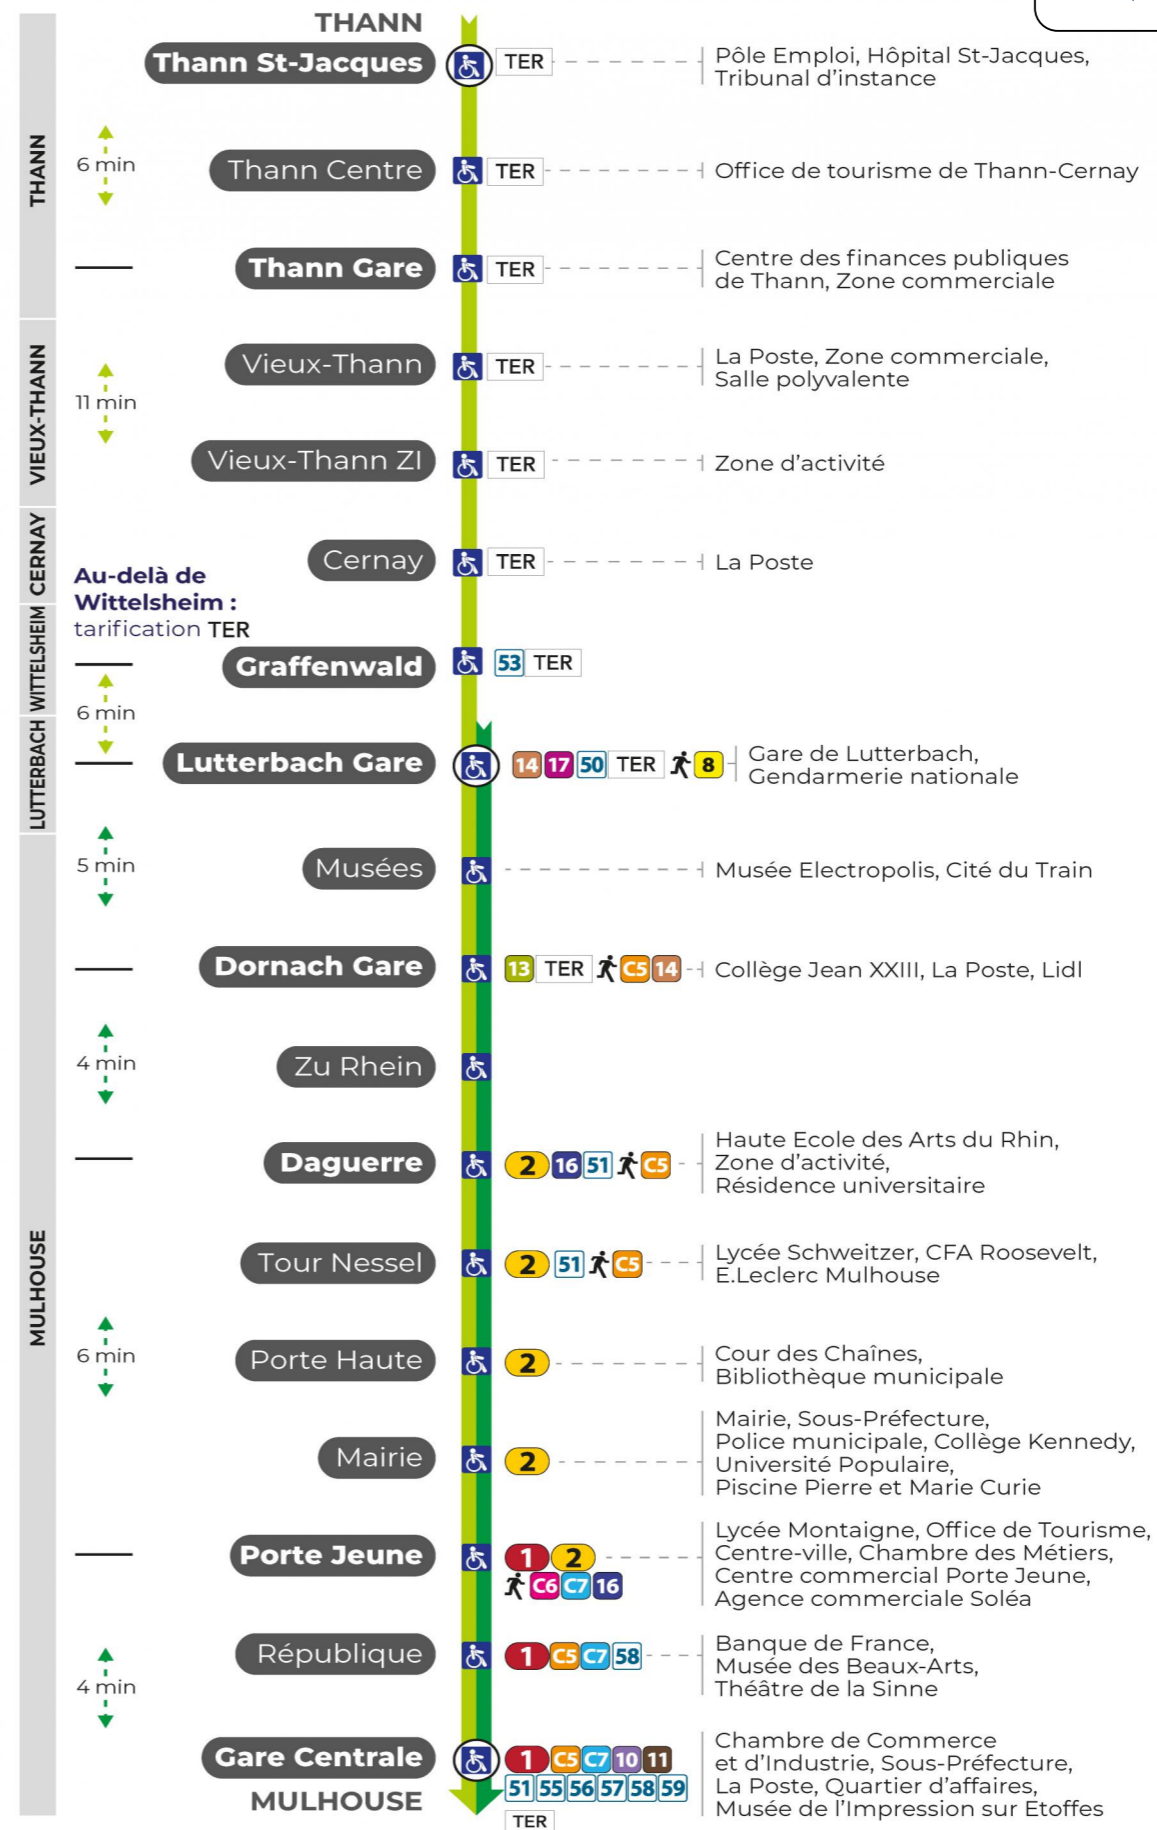 THANN
Thann St-Jacques TER Pôle Emploi, Hôpital St-Jacques,
Tribunal d'instance
THANN
6 min
Thann Centre TER Office de tourisme de Thann-Cernay
Thann Gare TER Centre des finances publiques
de Thann, Zone commerciale
VIEUX-THANN
Vieux-Thann TER La Poste, Zone commerciale,
Salle polyvalente
11 min
Vieux-Thann ZI TER Zone d'activité
CERNAY
Cernay TER La Poste
Au-delà de
Wittelsheim :
tarification TER
WITTELSHEIM
Graffenwald 53 TER
6 min
LUTTERBACH
Lutterbach Gare 14 17 50 TER 8 Gare de Lutterbach,
Gendarmerie nationale
MULHOUSE
5 min
Musées Musée Electropolis, Cité du Train
Dornach Gare 13 TER C5 14 Collège Jean XXIII, La Poste, Lidl
4 min
Zu Rhein
Daguerre 2 16 51 C5 Haute Ecole des Arts du Rhin,
Zone d'activité,
Résidence universitaire
Tour Nessel 2 51 C5 Lycée Schweitzer, CFA Roosevelt,
E.Leclerc Mulhouse
6 min
Porte Haute 2 Cour des Chaînes,
Bibliothèque municipale
Mairie 2 Mairie, Sous-Préfecture,
Police municipale, Collège Kennedy,
Université Populaire,
Piscine Pierre et Marie Curie
Porte Jeune 1 2 Lycée Montaigne, Office de Tourisme,
Centre-ville, Chambre des Métiers,
C6 C7 16 Centre commercial Porte Jeune,
Agence commerciale Soléa
République 1 C5 C7 58 Banque de France,
Musée des Beaux-Arts,
Théâtre de la Sinne
4 min
Gare Centrale 1 C5 C7 10 11 Chambre de Commerce
et d'Industrie, Sous-Préfecture,
51 55 56 57 58 59 La Poste, Quartier d'affaires,
MULHOUSE Musée de l'Impression sur Etoffes
TER